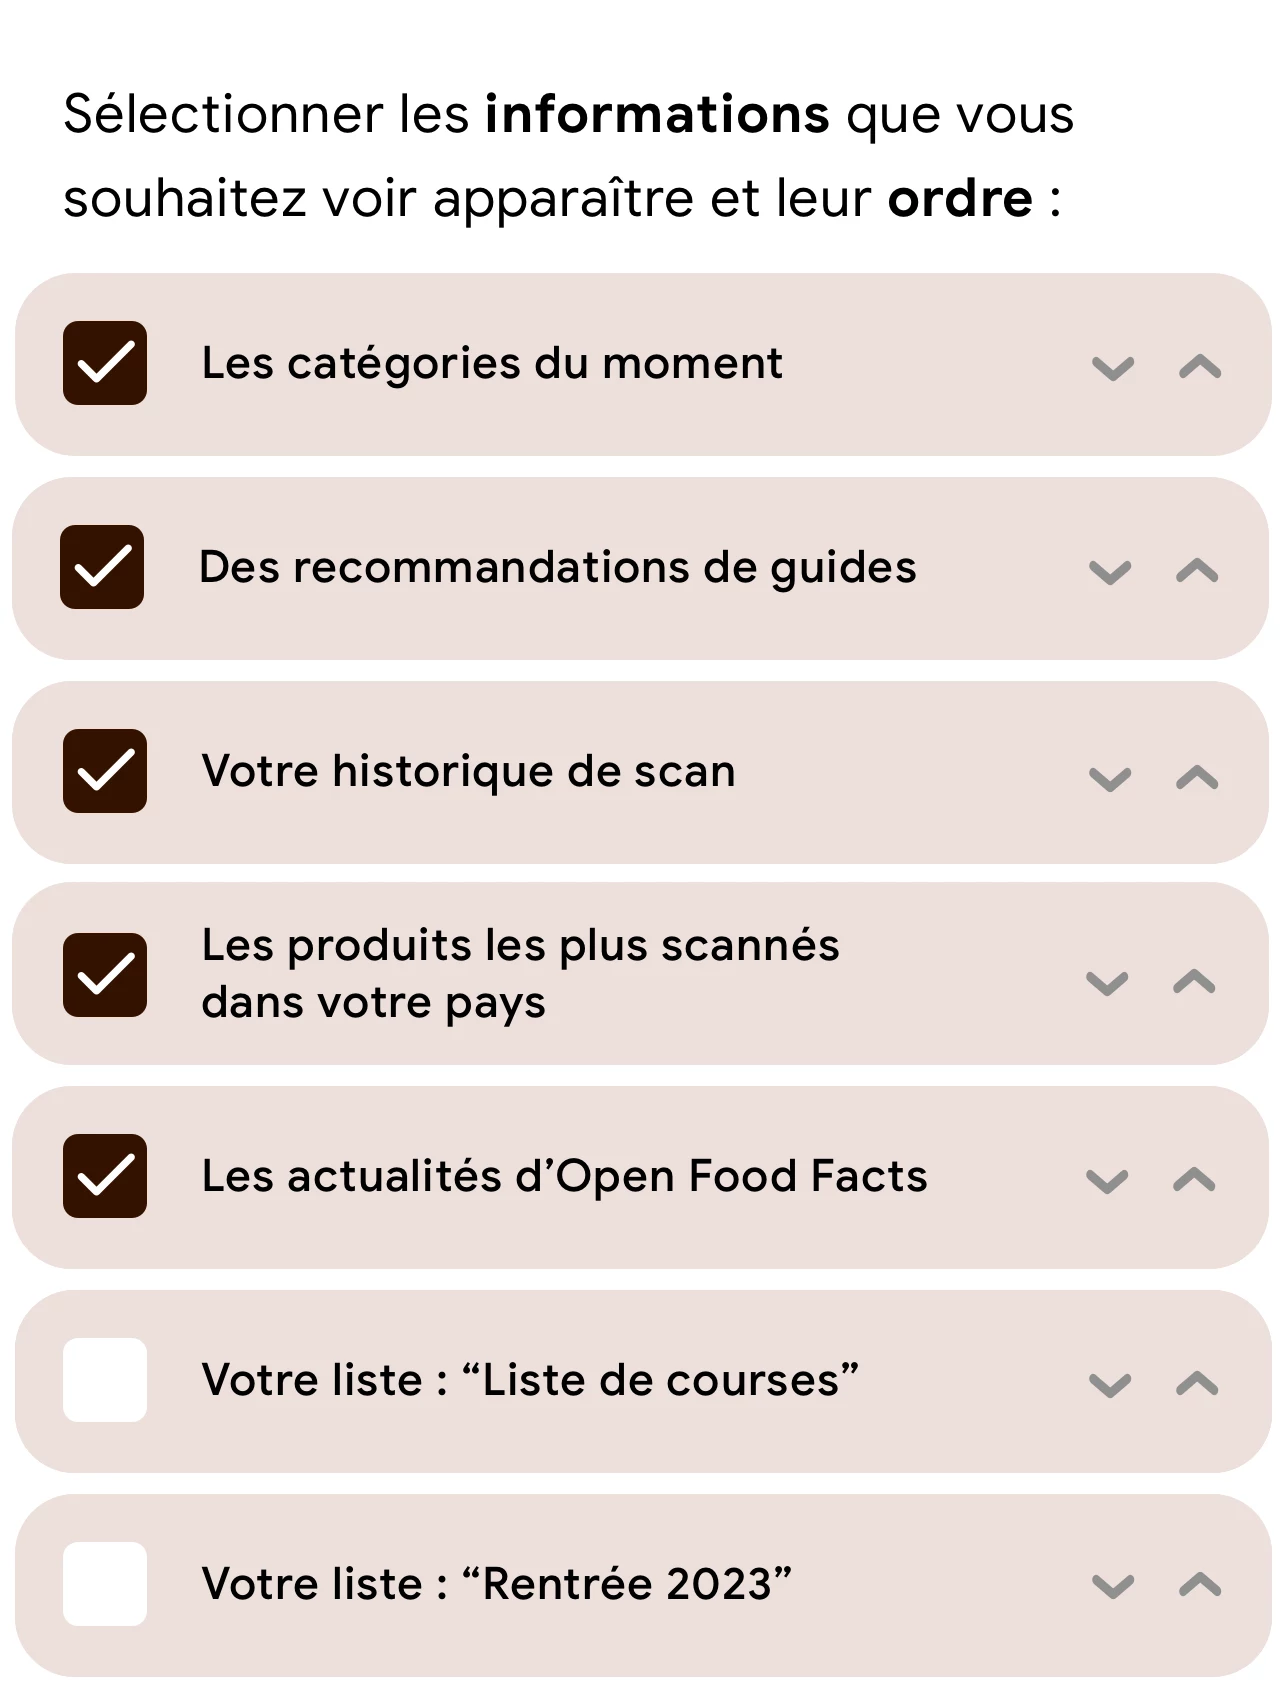 Sélectionner les informations que vous
souhaitez voir apparaître et leur ordre :
Les catégories du moment
Des recommandations de guides
Votre historique de scan
Les produits les plus scannés
dans votre pays
Les actualités d’Open Food Facts
Votre liste : “Liste de courses”
Votre liste : “Rentrée 2023”